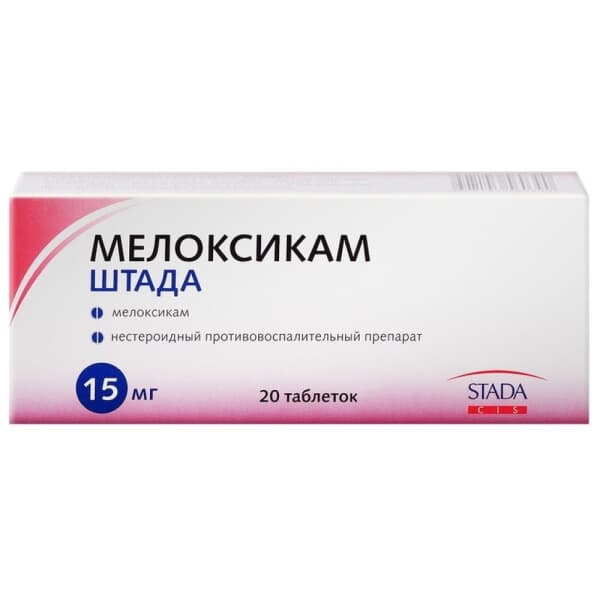 МЕЛОКСИКАМ
ШТАДА
мелоксикам
нестероидный противовоспалительный препарат
15 мг
20 таблеток
STADA
CIS